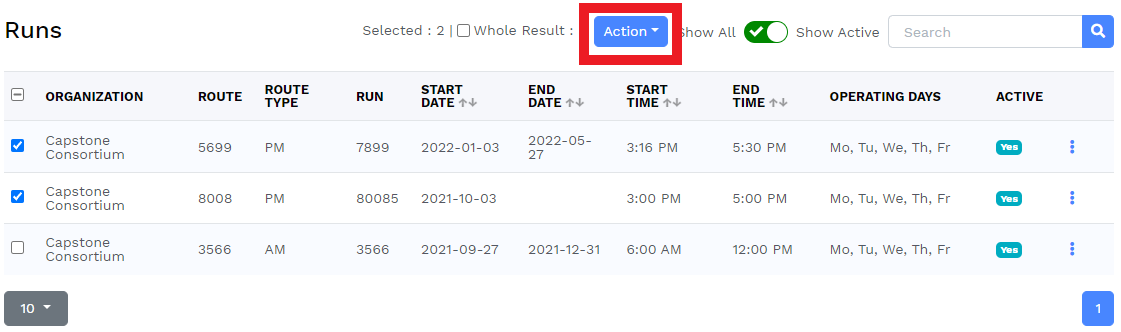 Runs
Selected : 2 | Whole Result :
Action
Show All
Show Active
Search
ORGANIZATION ROUTE ROUTE TYPE RUN START DATE END DATE START TIME END TIME OPERATING DAYS ACTIVE
Capstone Consortium 5699 PM 7899 2022-01-03 2022-05-27 3:16 PM 5:30 PM Mo, Tu, We, Th, Fr Yes
Capstone Consortium 8008 PM 80085 2021-10-03 3:00 PM 5:00 PM Mo, Tu, We, Th, Fr Yes
Capstone Consortium 3566 AM 3566 2021-09-27 2021-12-31 6:00 AM 12:00 PM Mo, Tu, We, Th, Fr Yes
10
1